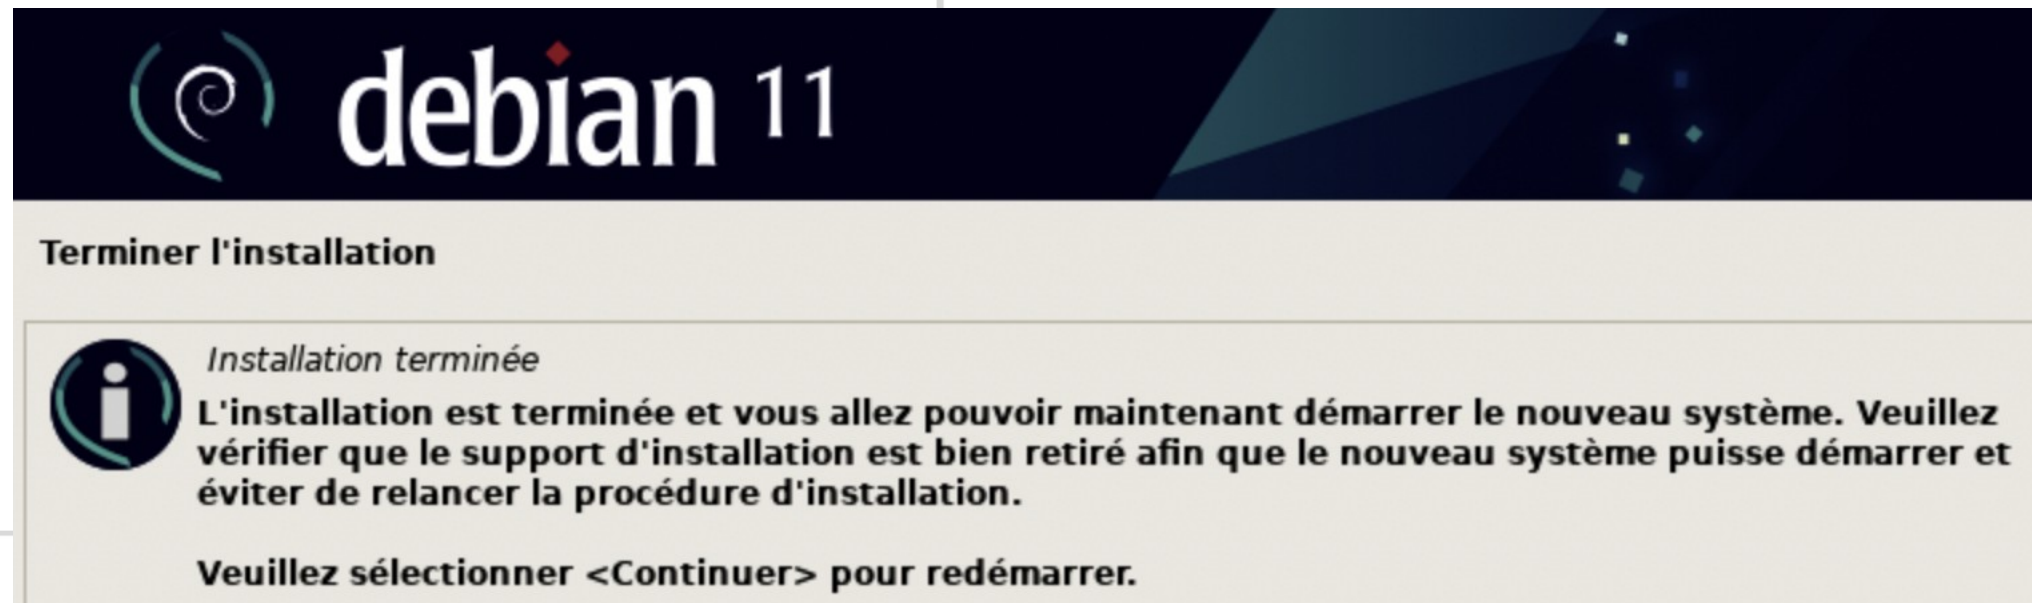 debian 11
Terminer l'installation
Installation terminée
L'installation est terminée et vous allez pouvoir maintenant démarrer le nouveau système. Veuillez
vérifier que le support d'installation est bien retiré afin que le nouveau système puisse démarrer et
éviter de relancer la procédure d'installation.
Veuillez sélectionner <Continuer> pour redémarrer.